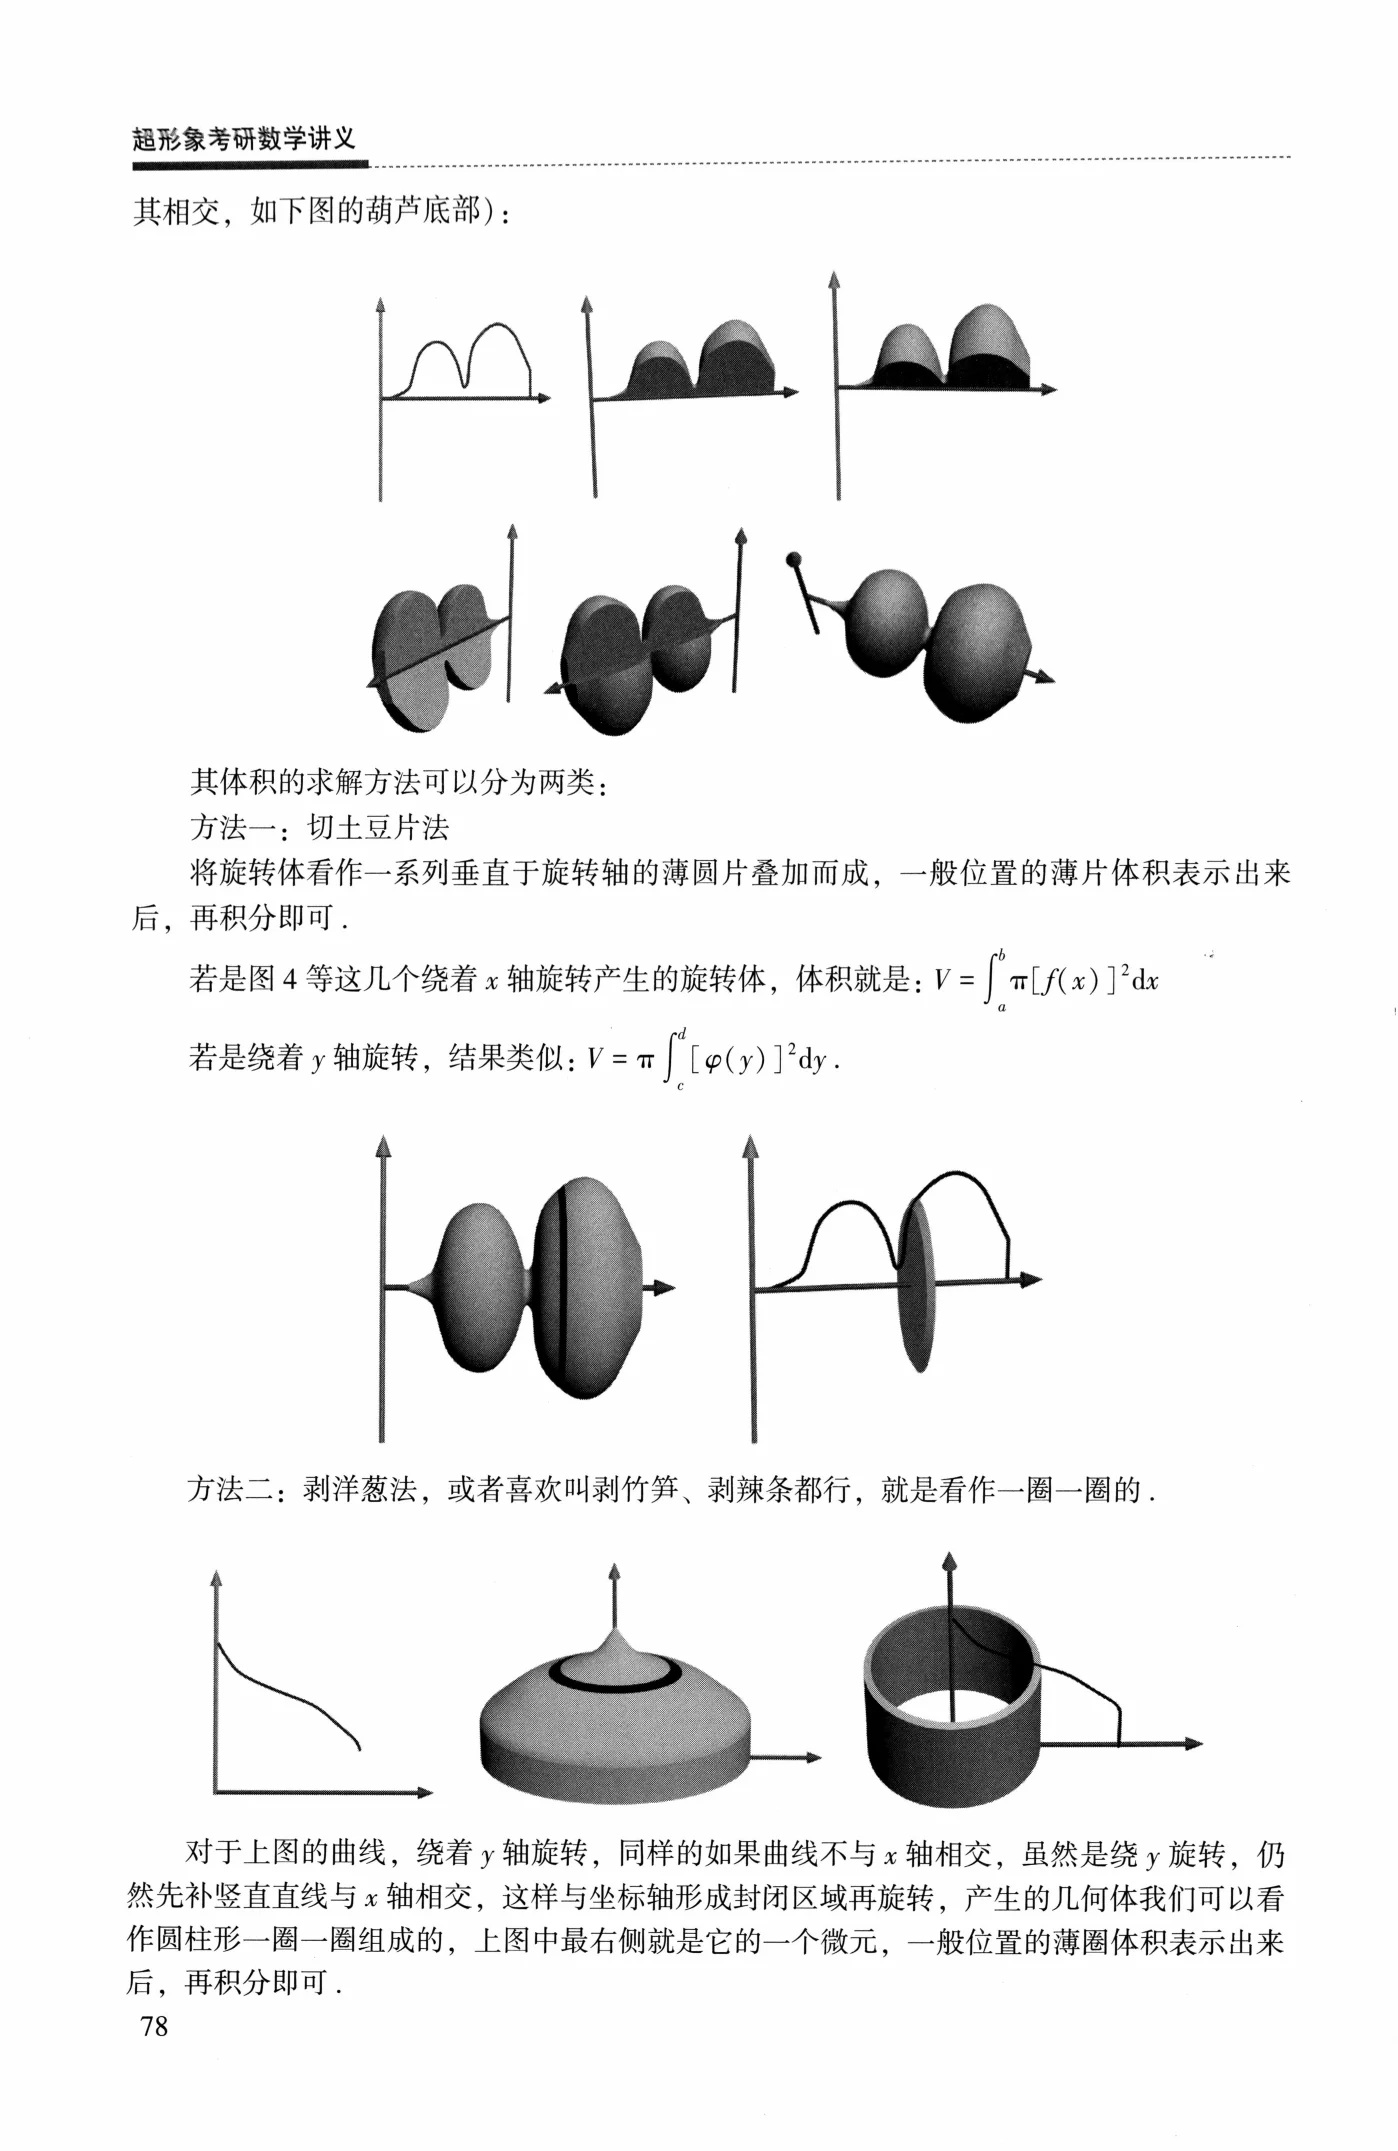 超形象考研数学讲义
其相交，如下图的葫芦底部)：
其体积的求解方法可以分为两类：
方法一：切土豆片法
将旋转体看作一系列垂直于旋转轴的薄圆片叠加而成，一般位置的薄片体积表示出来
后，再积分即可．
若是图 4 等这几个绕着 x 轴旋转产生的旋转体，体积就是：V = ∫_a^b π[f(x)]²dx
若是绕着 y 轴旋转，结果类似：V = π∫_c^d [φ(y)]²dy．
方法二：剥洋葱法，或者喜欢叫剥竹笋、剥辣条都行，就是看作一圈一圈的．
对于上图的曲线，绕着 y 轴旋转，同样的如果曲线不与 x 轴相交，虽然是绕 y 旋转，仍
然先补竖直直线与 x 轴相交，这样与坐标轴形成封闭区域再旋转，产生的几何体我们可以看
作圆柱形一圈一圈组成的，上图中最右侧就是它的一个微元，一般位置的薄圈体积表示出来
后，再积分即可．
78